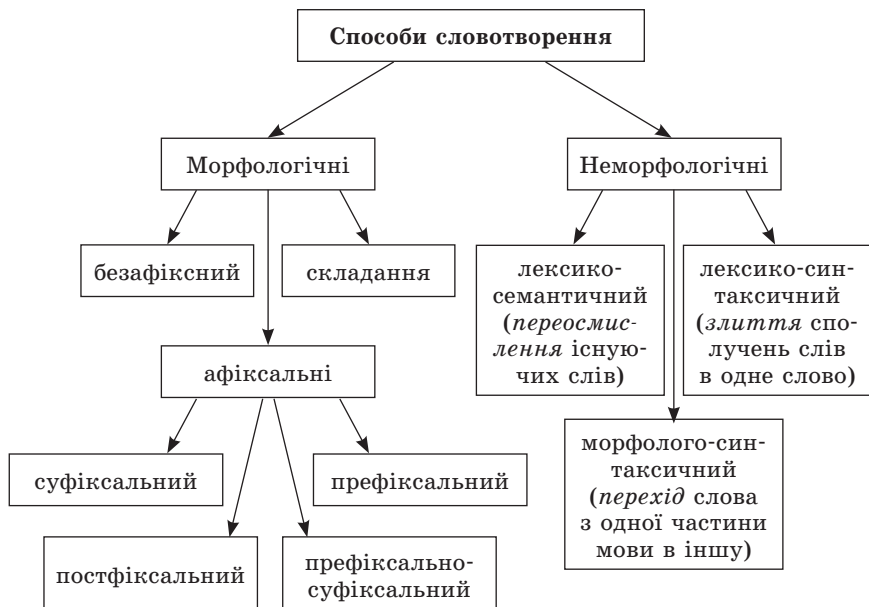 Способи словотворення
Морфологічні
Неморфологічні
безафіксний
складання
лексико-
семантичний
(переосмис-
лення існую-
чих слів)
лексико-син-
таксичний
(злиття спо-
лучень слів
в одне слово)
афіксальні
морфолого-син-
таксичний
(перехід слова
з одної частини
мови в іншу)
суфіксальний
префіксальний
постфіксальний
префіксально-
суфіксальний